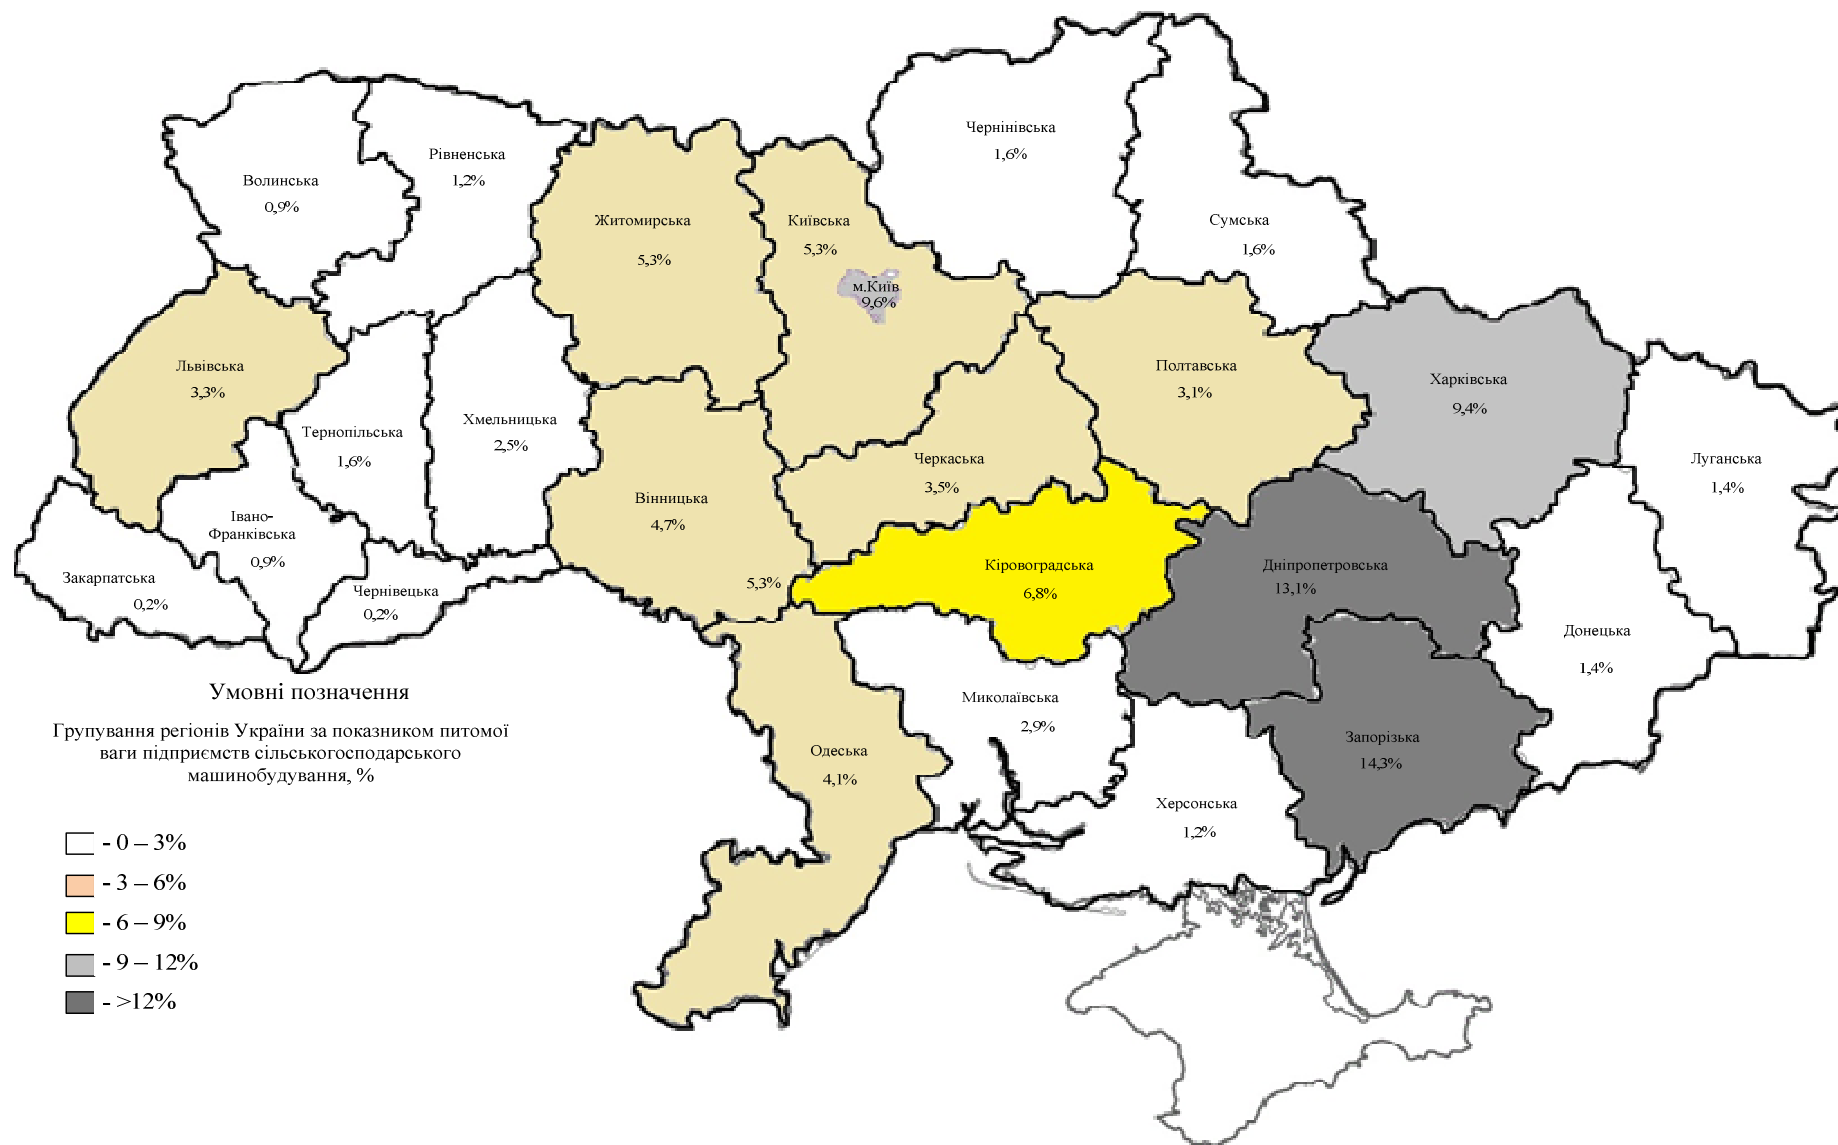 Чернінівська
1,6%
Рівненська
1,2%
Волинська
0,9%
Житомирська
5,3%
Київська
5,3%
м.Київ
9,6%
Сумська
1,6%
Львівська
3,3%
Полтавська
3,1%
Харківська
9,4%
Хмельницька
2,5%
Тернопільська
1,6%
Черкаська
3,5%
Луганська
1,4%
Вінницька
4,7%
5,3%
Івано-
Франківська
0,9%
Закарпатська
0,2%
Чернівецька
0,2%
Кіровоградська
6,8%
Дніпропетровська
13,1%
Донецька
1,4%
Миколаївська
2,9%
Запорізька
14,3%
Одеська
4,1%
Херсонська
1,2%
Умовні позначення
Групування регіонів України за показником питомої
ваги підприємств сільськогосподарського
машинобудування, %
- 0 – 3%
- 3 – 6%
- 6 – 9%
- 9 – 12%
- >12%